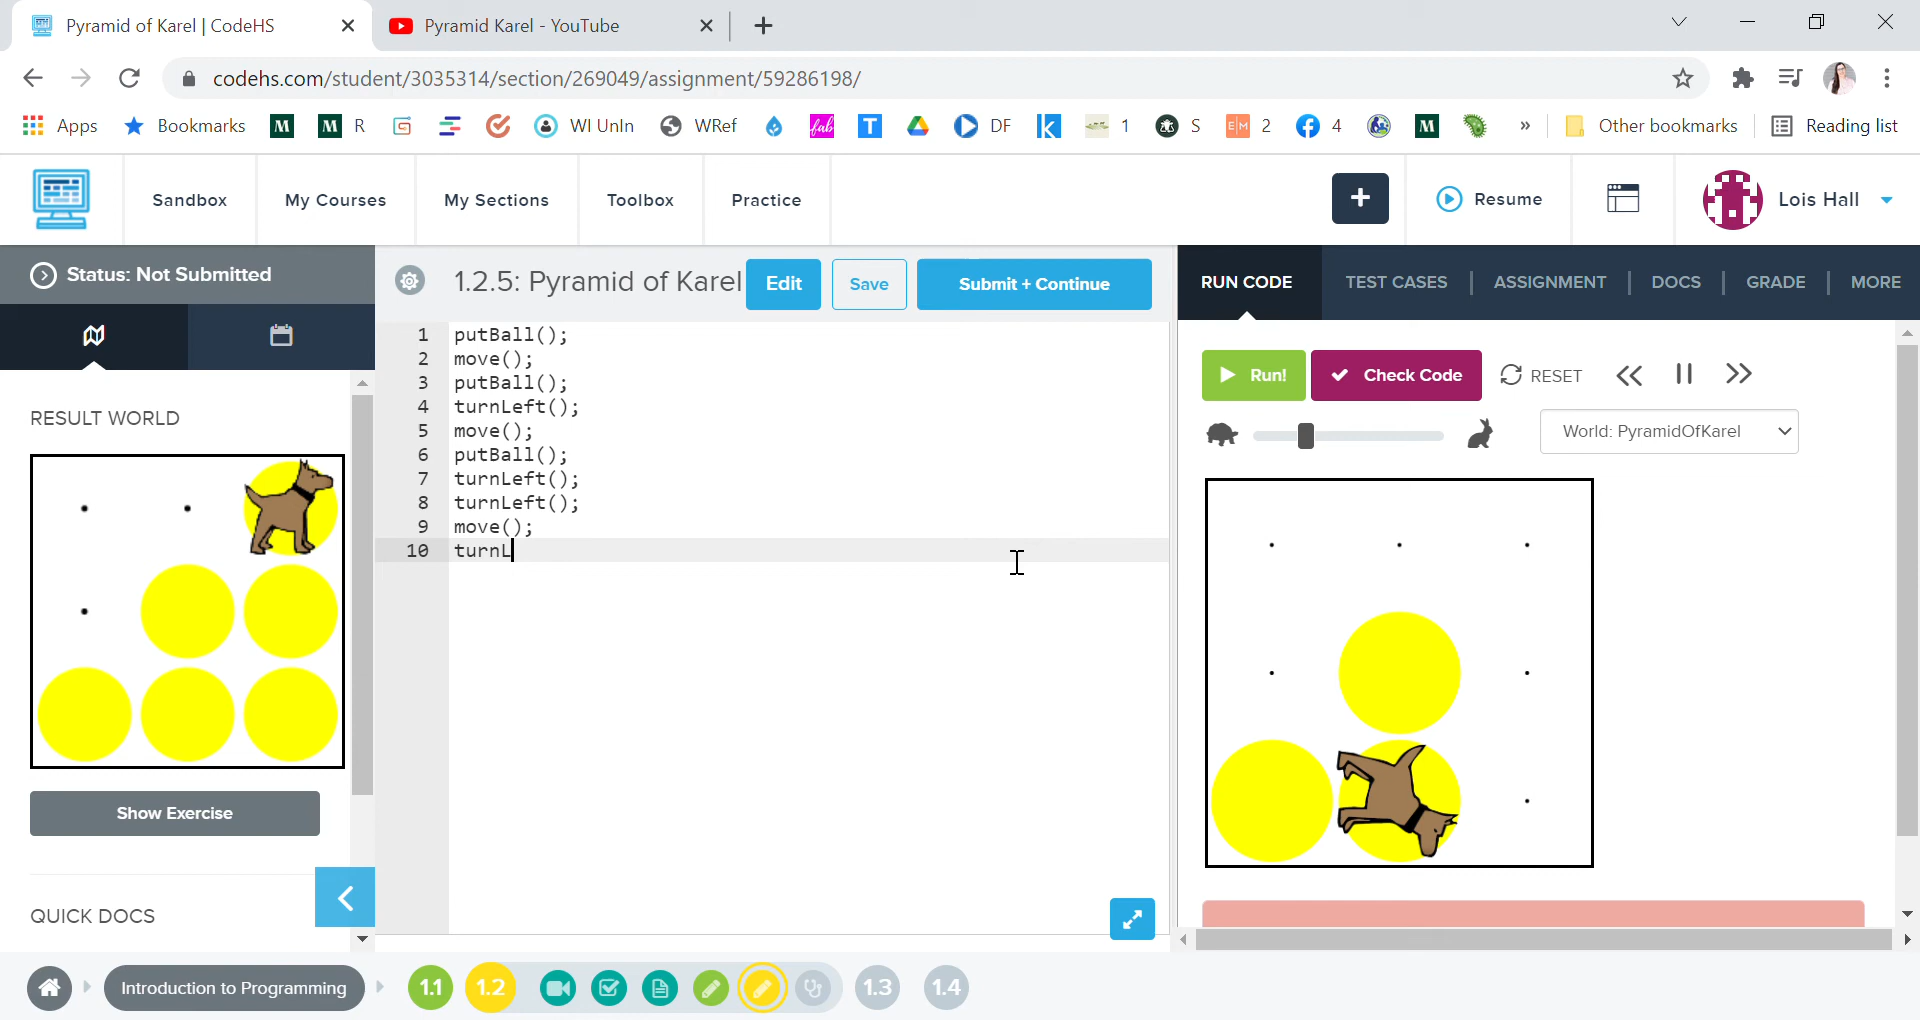 Pyramid of Karel | CodeHS
Pyramid Karel - YouTube
codehs.com/student/3035314/section/269049/assignment/59286198/
Apps
Bookmarks
M
M R
WI Unln
WRef
fab
T
DF
K
1
S
EM 2
4
M
»
Other bookmarks
Reading list
Sandbox
My Courses
My Sections
Toolbox
Practice
+
Resume
Lois Hall
Status: Not Submitted
1.2.5: Pyramid of Karel
Edit
Save
Submit + Continue
RUN CODE
TEST CASES
ASSIGNMENT
DOCS
GRADE
MORE
RESULT WORLD
Show Exercise
QUICK DOCS
1 putBall();
2 move();
3 putBall();
4 turnLeft();
5 move();
6 putBall();
7 turnLeft();
8 turnLeft();
9 move();
10 turnL
Run!
Check Code
RESET
World: PyramidOfKarel
Introduction to Programming
1.1
1.2
1.3
1.4